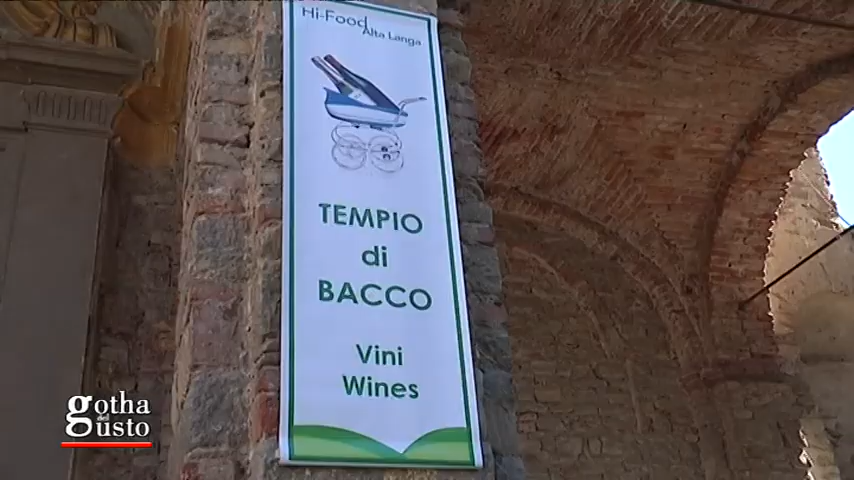 Hi-Food
Alta Langa
TEMPIO
di
BACCO
Vini
Wines
gotha
del
gusto